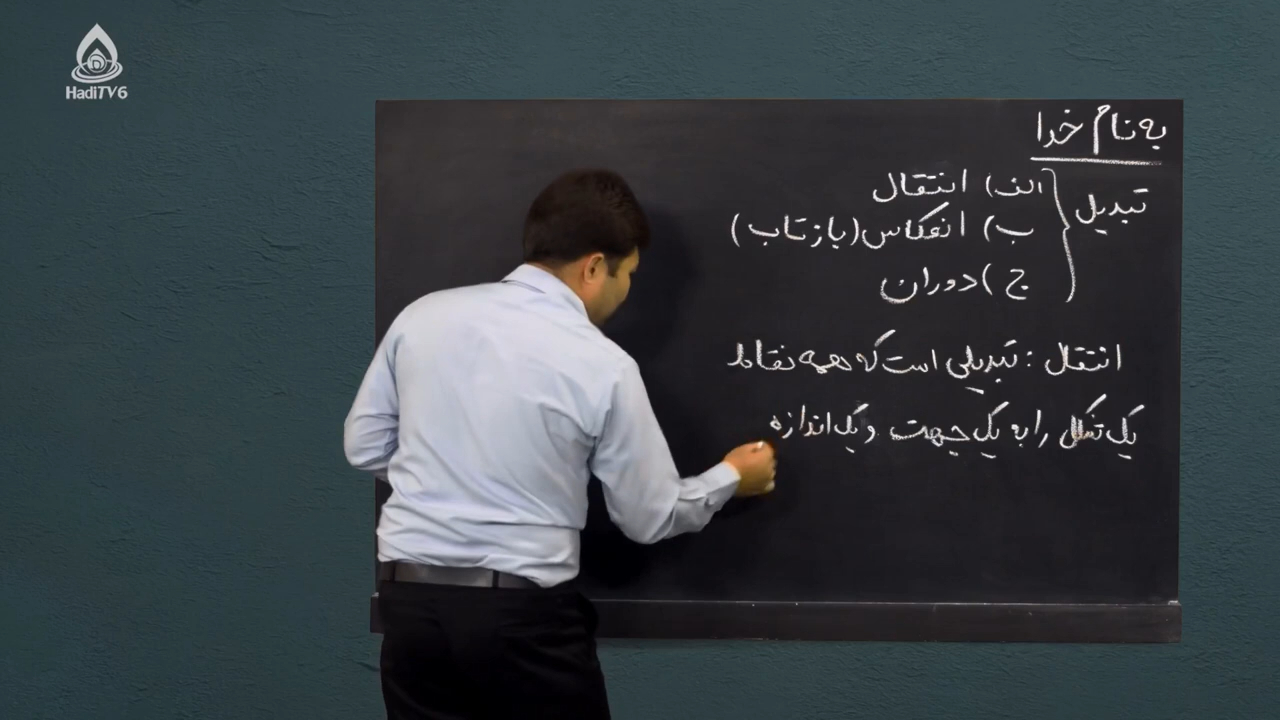 HadiTV6
به نام خدا
تبدیل
الف) انتقال
ب) انعکاس (بازتاب)
ج) دوران
انتقال : تبدیلی است که همه نقاط
یک شکل را به یک جهت و یک اندازه